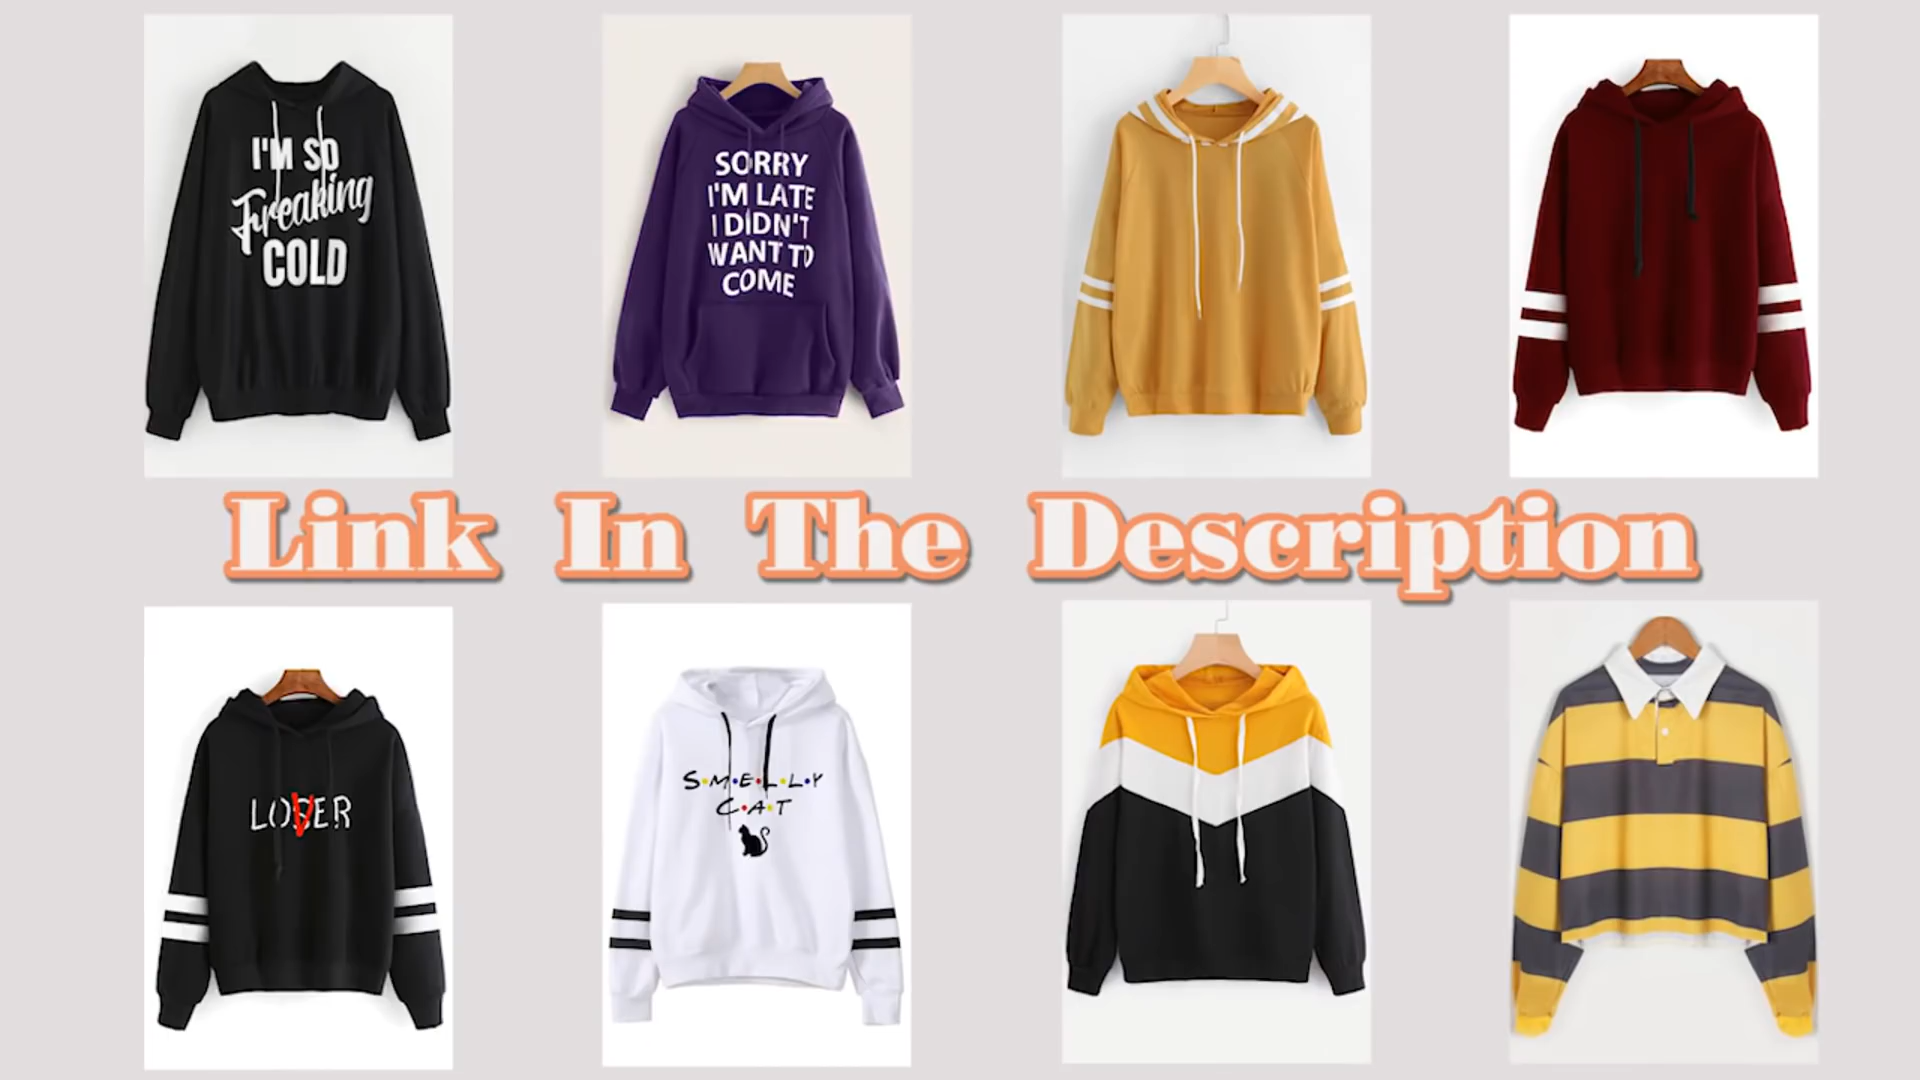 I'M SO
Freaking
COLD
SORRY
I'M LATE
I DIDN'T
WANT TO
COME
Link In The Description
LOSER
V
S•M•E•L•L•Y
C•A•T